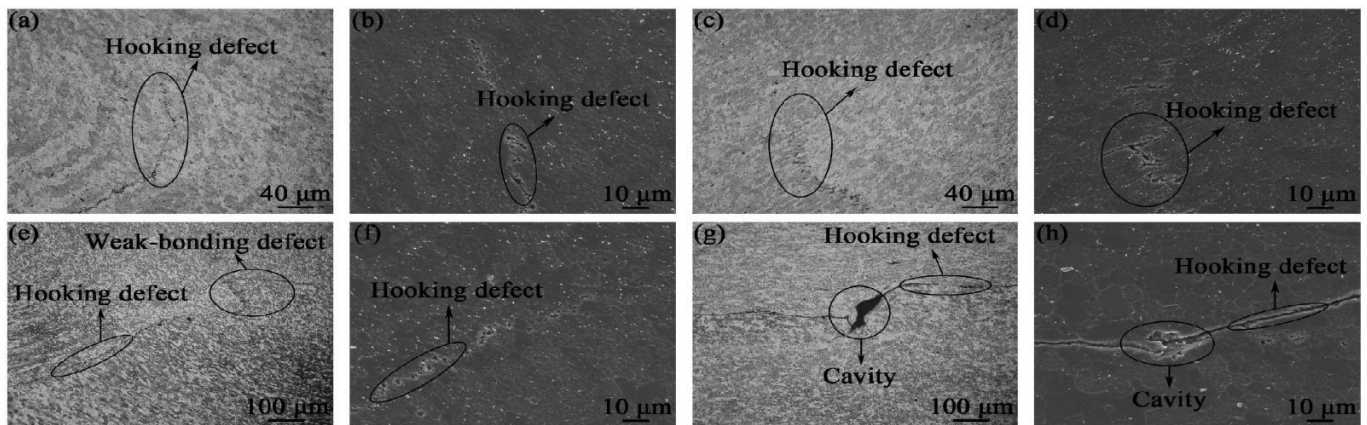 (a)
Hooking defect
40 μm
(b)
Hooking defect
10 μm
(c)
Hooking defect
40 μm
(d)
Hooking defect
10 μm
(e)
Weak-bonding defect
Hooking defect
100 μm
(f)
Hooking defect
10 μm
(g)
Hooking defect
Cavity
100 μm
(h)
Hooking defect
Cavity
10 μm